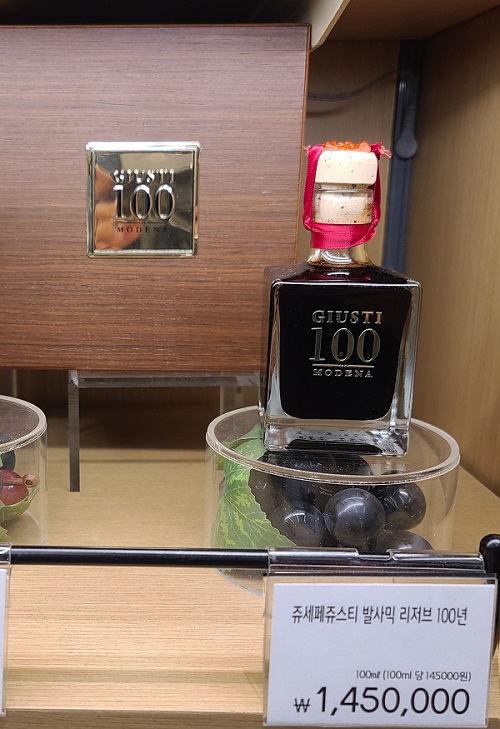 GIUSTI
100
MODENA
GIUSTI
100
MODENA
쥬세페쥬스티 발사믹 리저브 100년
100㎖ (100ml 당 145000원)
₩1,450,000